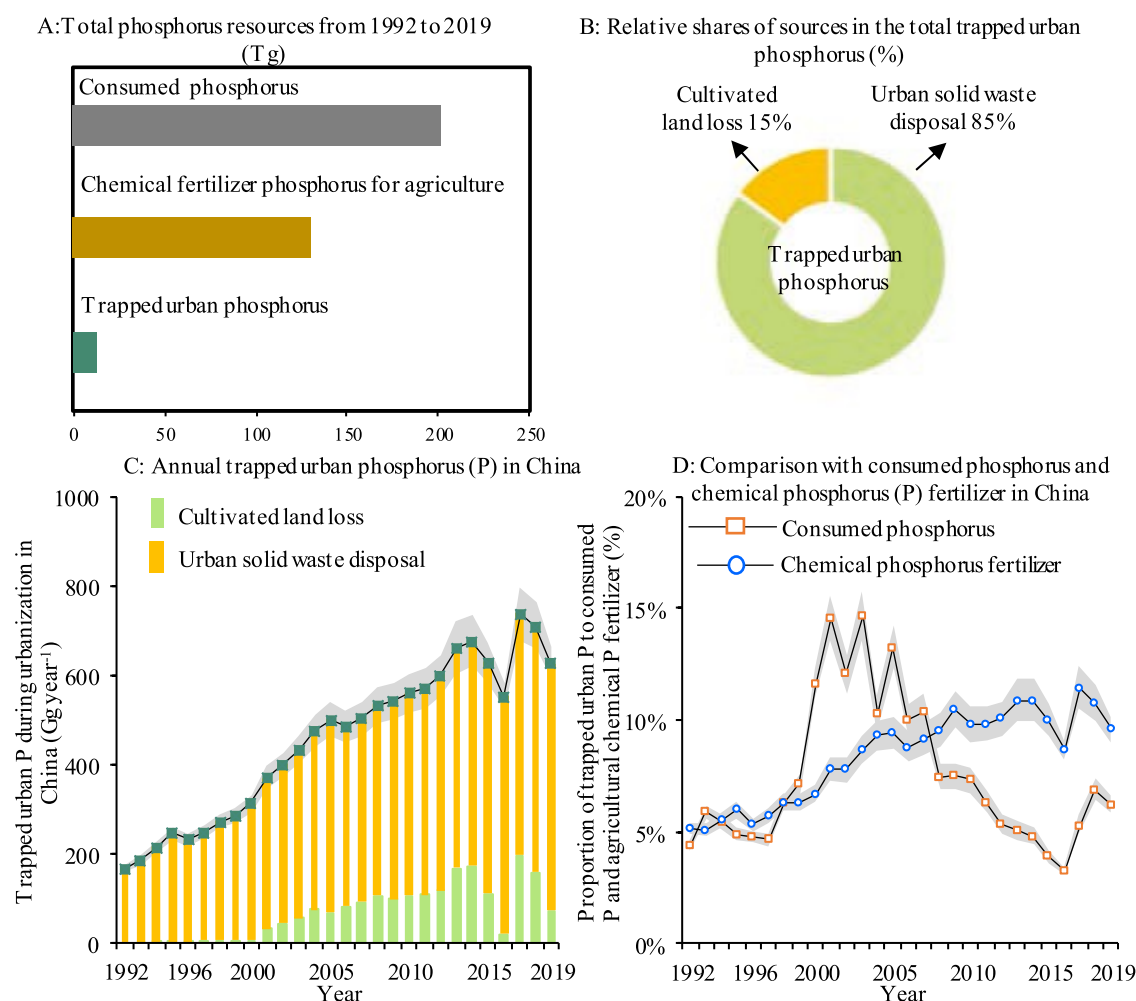 A:Total phosphorus resources from 1992 to 2019
(Tg)
Consumed phosphorus
Chemical fertilizer phosphorus for agriculture
Trapped urban phosphorus
0 50 100 150 200 250
B: Relative shares of sources in the total trapped urban
phosphorus (%)
Cultivated
land loss 15%
Urban solid waste
disposal 85%
Trapped urban
phosphorus
C: Annual trapped urban phosphorus (P) in China
Trapped urban P during urbanization in
China (Gg year-1)
1000
800
600
400
200
0
Cultivated land loss
Urban solid waste disposal
1992 1996 2000 2005 2010 2015 2019
Year
D: Comparison with consumed phosphorus and
chemical phosphorus (P) fertilizer in China
Proportion of trapped urban P to consumed
P and agricultural chemical P fertilizer (%)
20%
15%
10%
5%
0%
Consumed phosphorus
Chemical phosphorus fertilizer
1992 1996 2000 2005 2010 2015 2019
Year